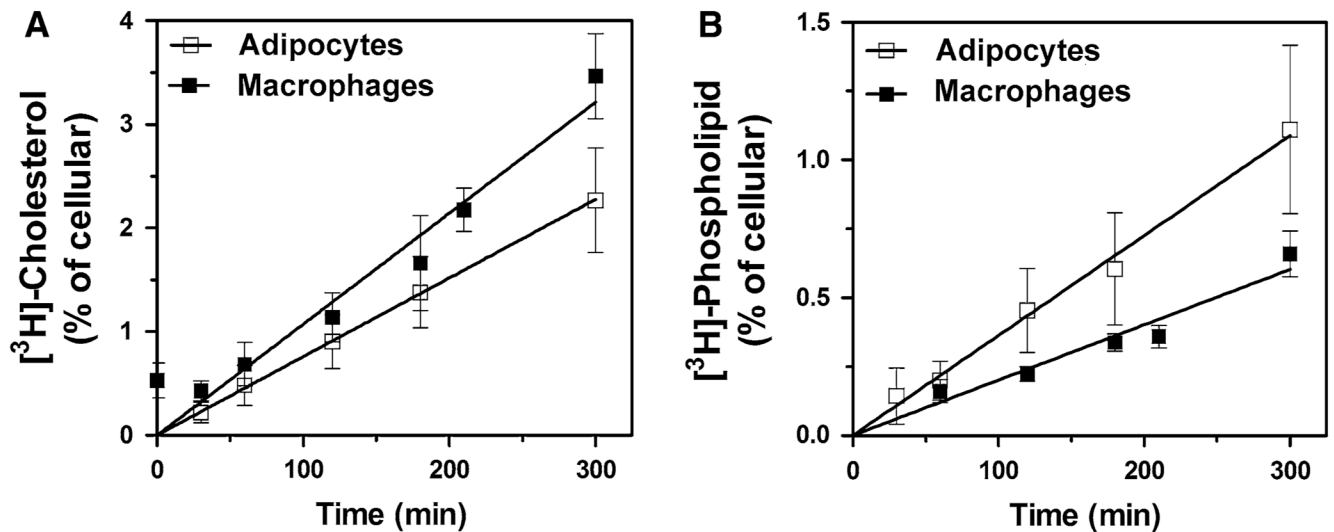 A
Adipocytes
Macrophages
[³H]-Cholesterol
(% of cellular)
4
3
2
1
0
0
100
200
300
Time (min)
B
Adipocytes
Macrophages
[³H]-Phospholipid
(% of cellular)
1.5
1.0
0.5
0.0
0
100
200
300
Time (min)